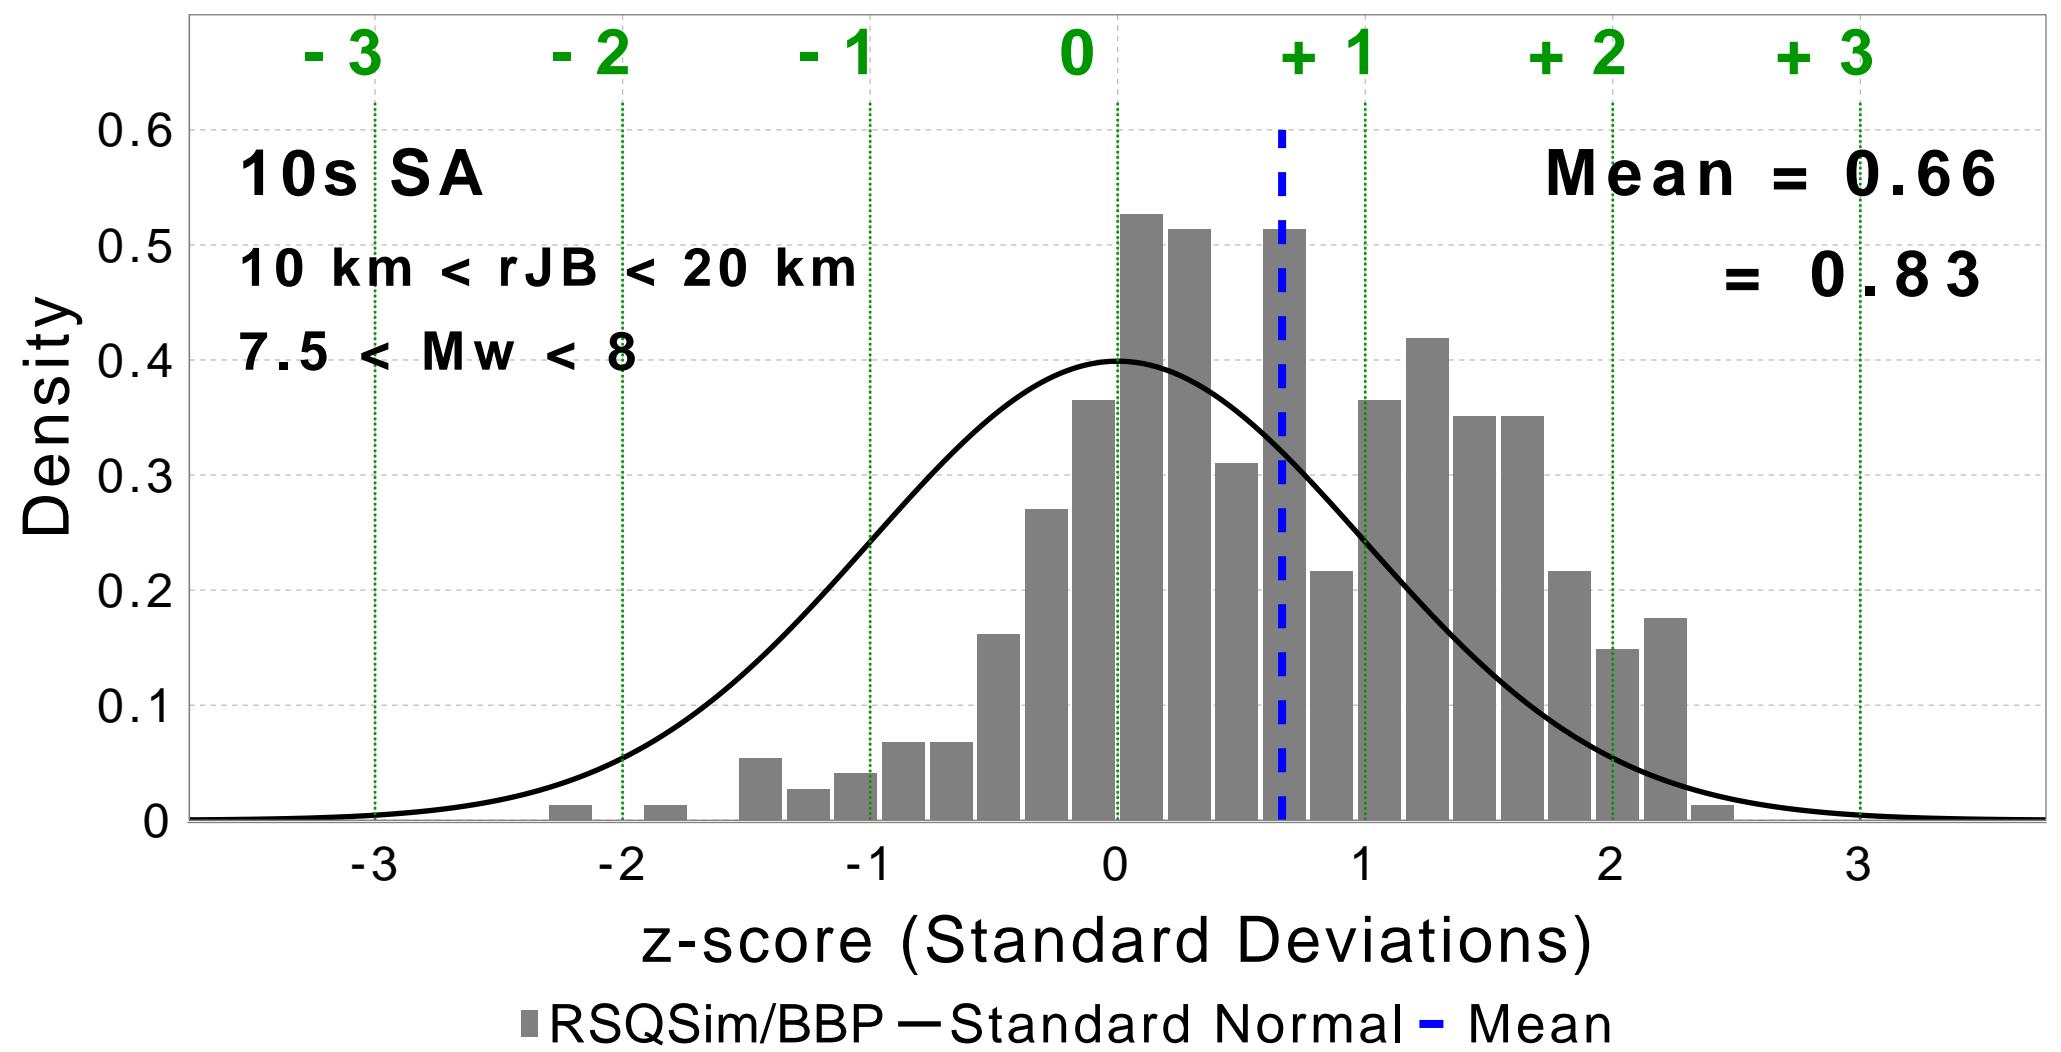 - 3 - 2 - 1 0 + 1 + 2 + 3
0.6
0.5
0.4
0.3
0.2
0.1
0
Density
10s SA
10 km < rJB < 20 km
7.5 < Mw < 8
Mean = 0.66
= 0.83
-3 -2 -1 0 1 2 3
z-score (Standard Deviations)
RSQSim/BBP Standard Normal Mean